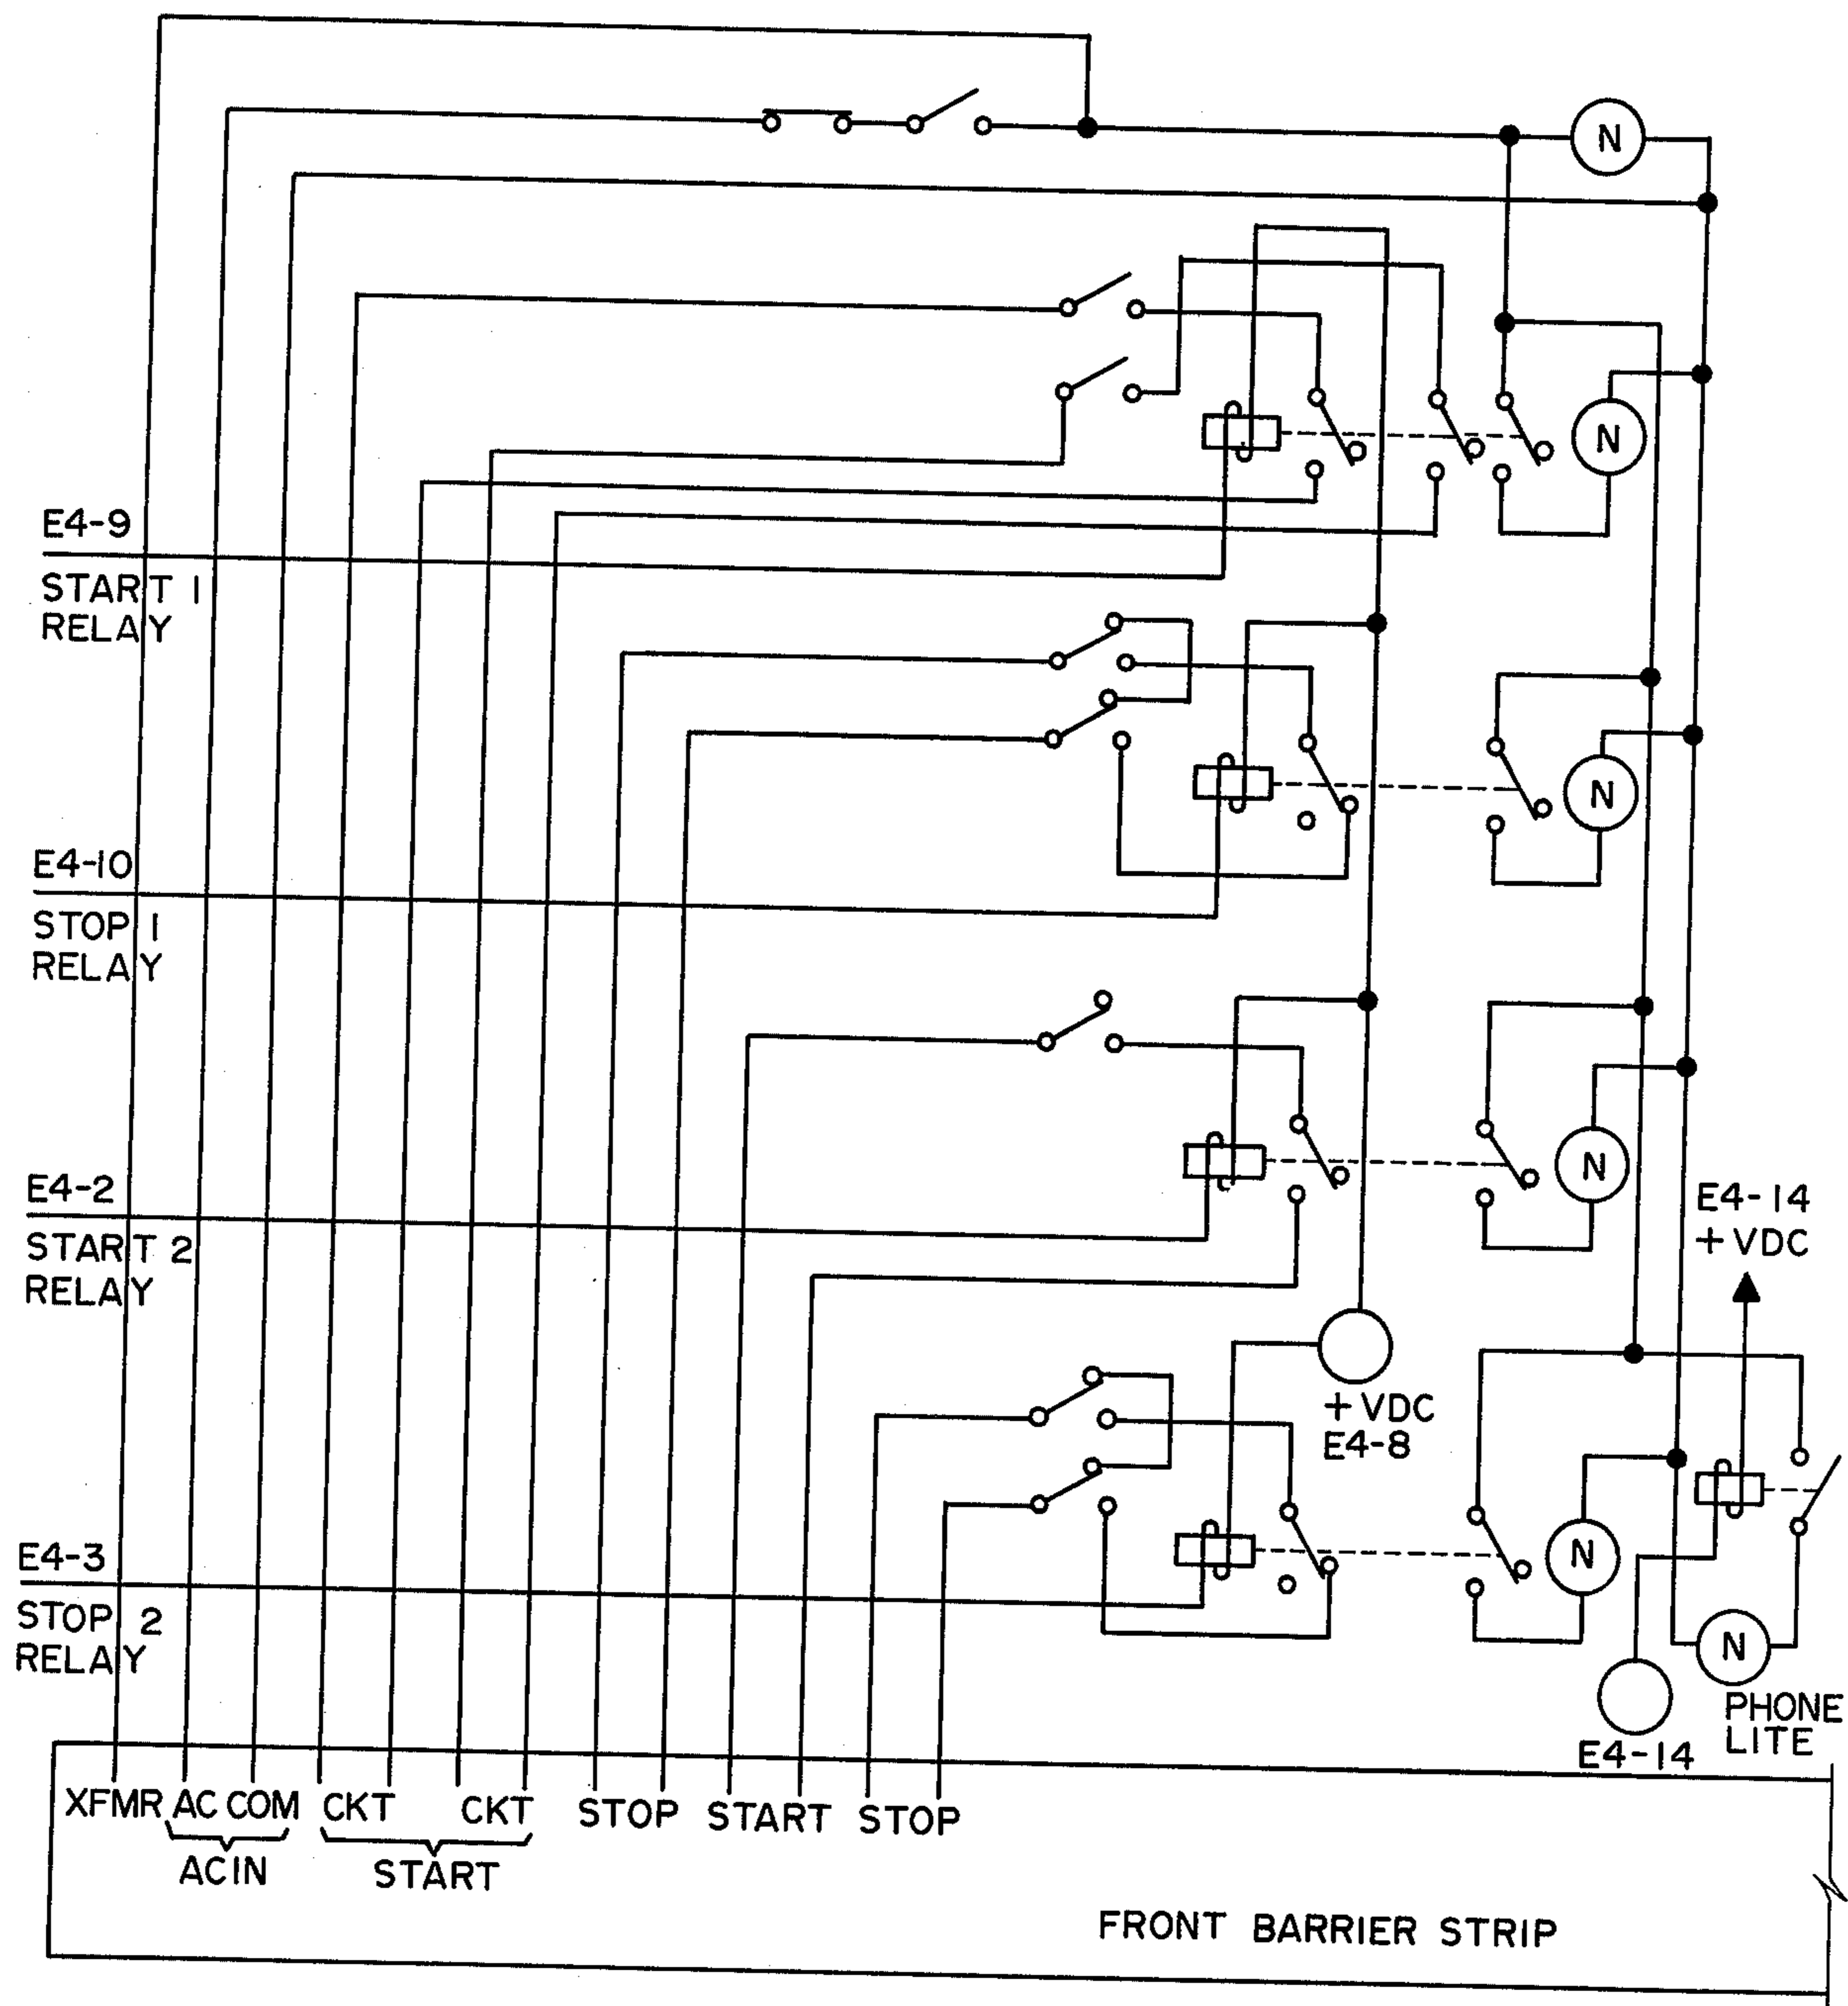 N
N
E4-9
START 1
RELAY
N
E4-10
STOP 1
RELAY
N
E4-2
START 2
RELAY
E4-14
+VDC
+VDC
E4-8
N
E4-3
STOP 2
RELAY
N
PHONE
LITE
E4-14
XFMR AC COM CKT CKT STOP START STOP
ACIN START
FRONT BARRIER STRIP